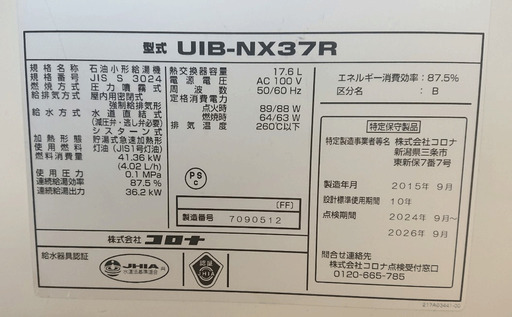 型式 UIB-NX37R
規格名称 石油小形給湯機
規格番号 JIS S 3024
燃焼方式 圧力噴霧式
給排気方式 屋内用密閉式
強制給排気形
給水方式 水道直結式
(減圧弁・逃し弁必要)
シスターン式
加熱形態 貯湯式急速加熱形
使用燃料 灯油(JIS1号灯油)
燃料消費量 41.36 kW
(4.02 L/h)
使用圧力 0.1 MPa
連続給湯効率 87.5 %
連続給湯出力 36.2 kW
熱交換器容量 17.6 L
電源電圧 AC 100 V
周波数 50/60 Hz
定格消費電力
点火時 89/88 W
燃焼時 64/63 W
排気温度 260℃以下
PS
C
(FF)
製造番号 7090512
株式会社 コロナ
給水器具認証
JHIA
認証
JHIA
エネルギー消費効率:87.5%
区分名 : B
特定保守製品
特定製造事業者等名 株式会社コロナ
新潟県三条市
東新保7番7号
製造年月 2015年 9月
設計標準使用期間 10年
点検期間 2024年 9月~
2026年 9月
問合せ連絡先
株式会社コロナ点検受付窓口
0120-665-785